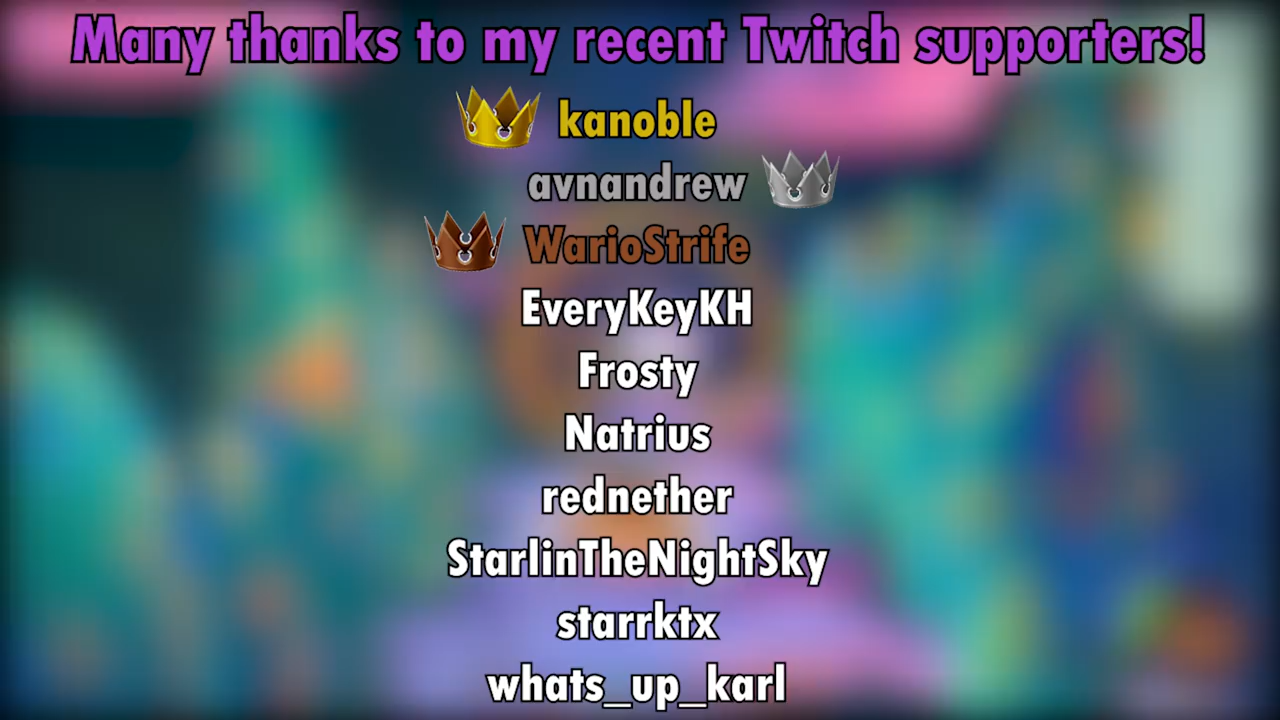 Many thanks to my recent Twitch supporters!
kanoble
avnandrew
WarioStrife
EveryKeyKH
Frosty
Natrius
rednether
StarlinTheNightSky
starrktx
whats_up_karl